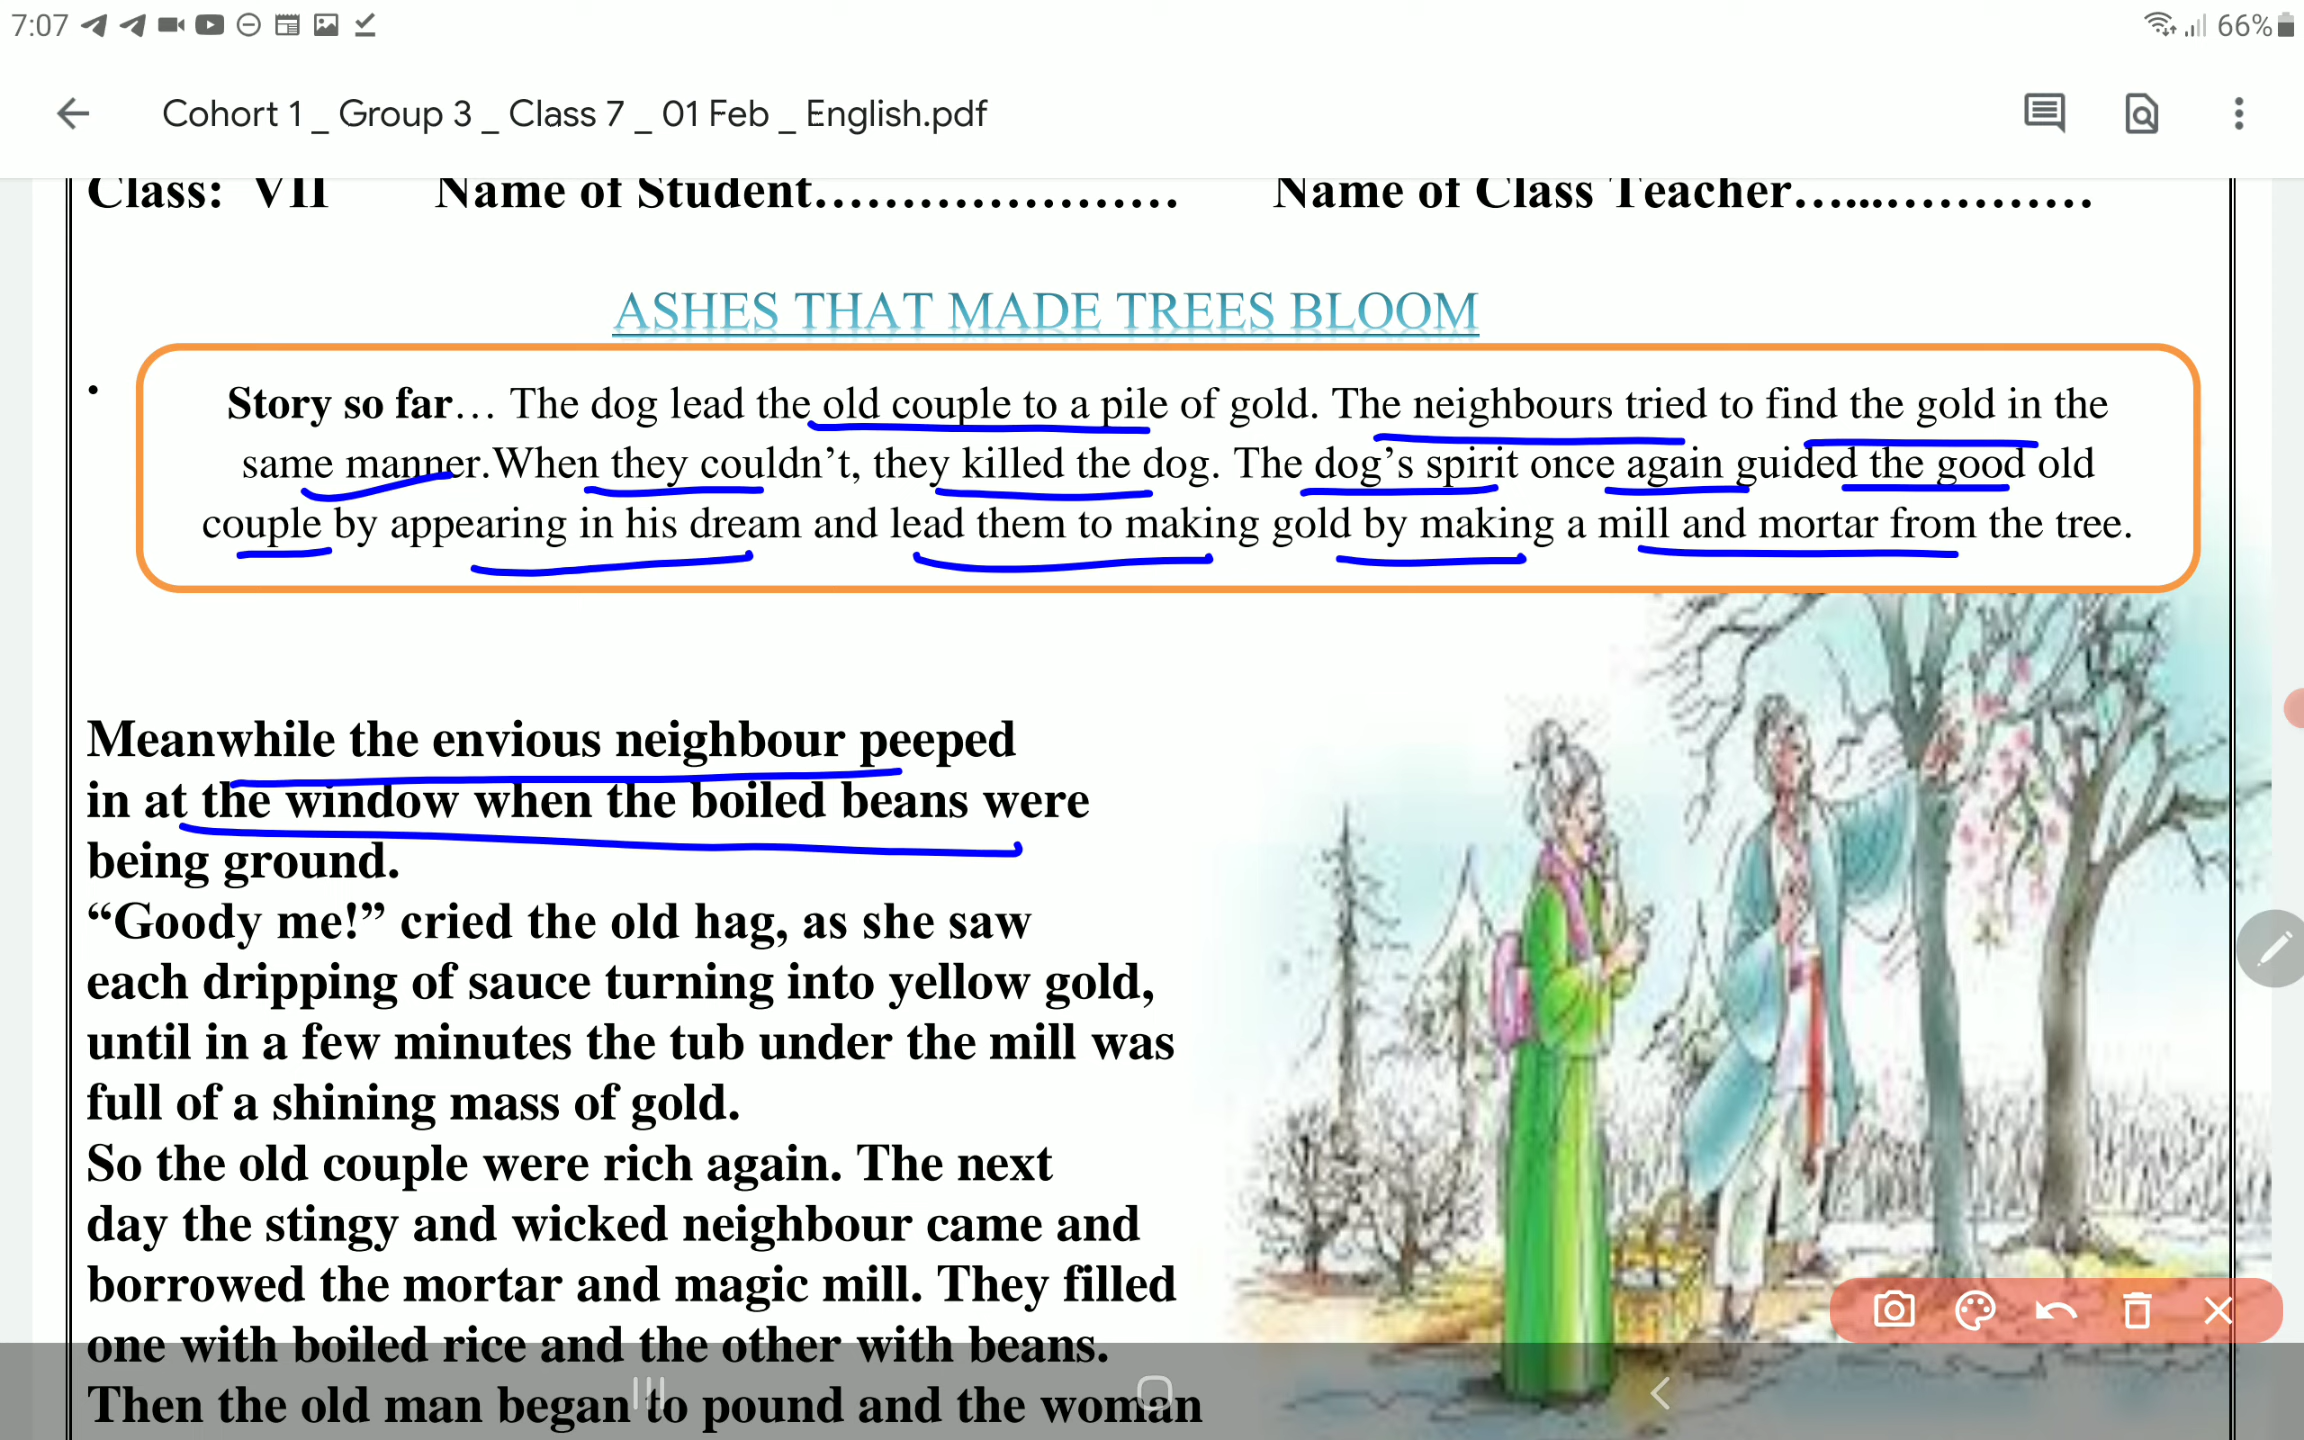 7:07
66%
Cohort 1 _ Group 3 _ Class 7 _ 01 Feb _ English.pdf
Class: VII Name of Student………………… Name of Class Teacher…...…………
ASHES THAT MADE TREES BLOOM
Story so far… The dog lead the old couple to a pile of gold. The neighbours tried to find the gold in the
same manner.When they couldn’t, they killed the dog. The dog’s spirit once again guided the good old
couple by appearing in his dream and lead them to making gold by making a mill and mortar from the tree.
Meanwhile the envious neighbour peeped
in at the window when the boiled beans were
being ground.
“Goody me!” cried the old hag, as she saw
each dripping of sauce turning into yellow gold,
until in a few minutes the tub under the mill was
full of a shining mass of gold.
So the old couple were rich again. The next
day the stingy and wicked neighbour came and
borrowed the mortar and magic mill. They filled
one with boiled rice and the other with beans.
Then the old man began to pound and the woman